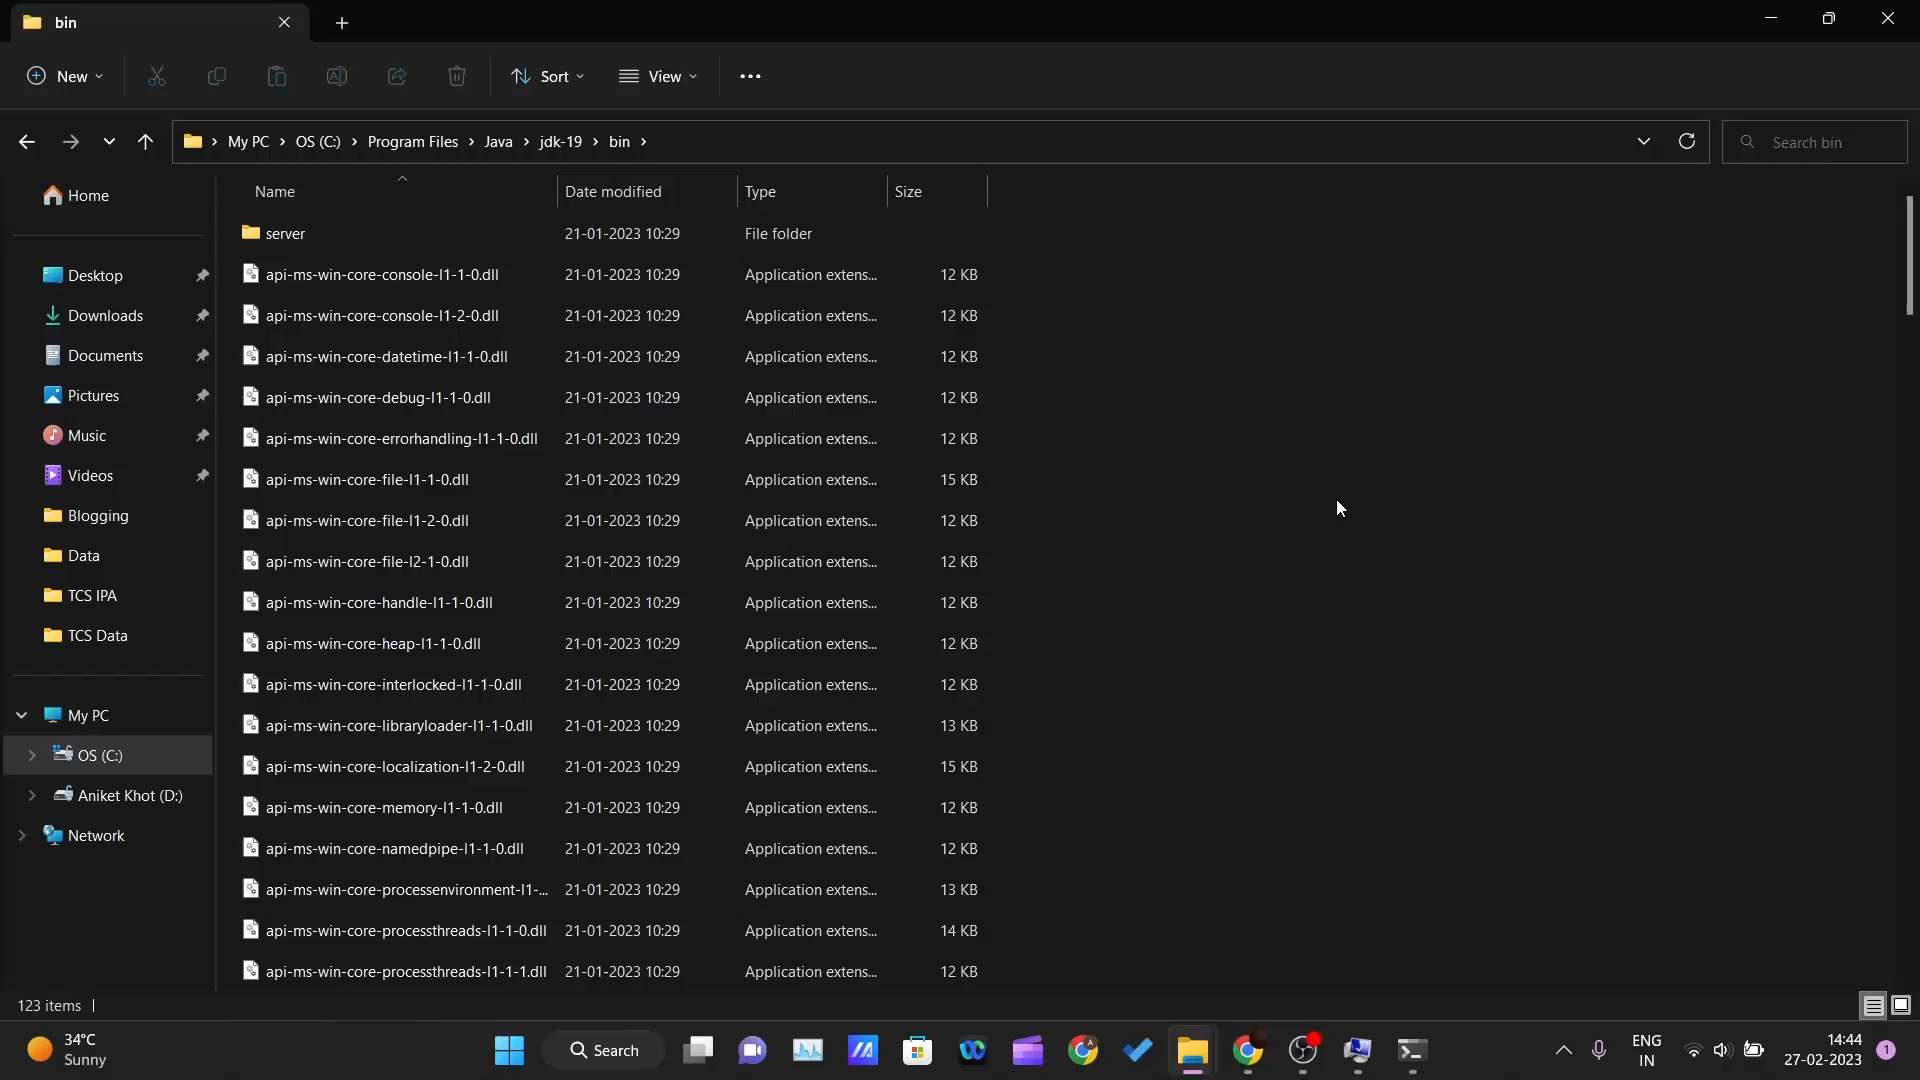 bin
New
Sort
View
My PC > OS (C:) > Program Files > Java > jdk-19 > bin >
Search bin
Name Date modified Type Size
Home
Desktop
Downloads
Documents
Pictures
Music
Videos
Blogging
Data
TCS IPA
TCS Data
My PC
OS (C:)
Aniket Khot (D:)
Network
server 21-01-2023 10:29 File folder
api-ms-win-core-console-l1-1-0.dll 21-01-2023 10:29 Application extens... 12 KB
api-ms-win-core-console-l1-2-0.dll 21-01-2023 10:29 Application extens... 12 KB
api-ms-win-core-datetime-l1-1-0.dll 21-01-2023 10:29 Application extens... 12 KB
api-ms-win-core-debug-l1-1-0.dll 21-01-2023 10:29 Application extens... 12 KB
api-ms-win-core-errorhandling-l1-1-0.dll 21-01-2023 10:29 Application extens... 12 KB
api-ms-win-core-file-l1-1-0.dll 21-01-2023 10:29 Application extens... 15 KB
api-ms-win-core-file-l1-2-0.dll 21-01-2023 10:29 Application extens... 12 KB
api-ms-win-core-file-l2-1-0.dll 21-01-2023 10:29 Application extens... 12 KB
api-ms-win-core-handle-l1-1-0.dll 21-01-2023 10:29 Application extens... 12 KB
api-ms-win-core-heap-l1-1-0.dll 21-01-2023 10:29 Application extens... 12 KB
api-ms-win-core-interlocked-l1-1-0.dll 21-01-2023 10:29 Application extens... 12 KB
api-ms-win-core-libraryloader-l1-1-0.dll 21-01-2023 10:29 Application extens... 13 KB
api-ms-win-core-localization-l1-2-0.dll 21-01-2023 10:29 Application extens... 15 KB
api-ms-win-core-memory-l1-1-0.dll 21-01-2023 10:29 Application extens... 12 KB
api-ms-win-core-namedpipe-l1-1-0.dll 21-01-2023 10:29 Application extens... 12 KB
api-ms-win-core-processenvironment-l1-... 21-01-2023 10:29 Application extens... 13 KB
api-ms-win-core-processthreads-l1-1-0.dll 21-01-2023 10:29 Application extens... 14 KB
api-ms-win-core-processthreads-l1-1-1.dll 21-01-2023 10:29 Application extens... 12 KB
123 items
34°C
Sunny
Search
ENG
IN
14:44
27-02-2023
1